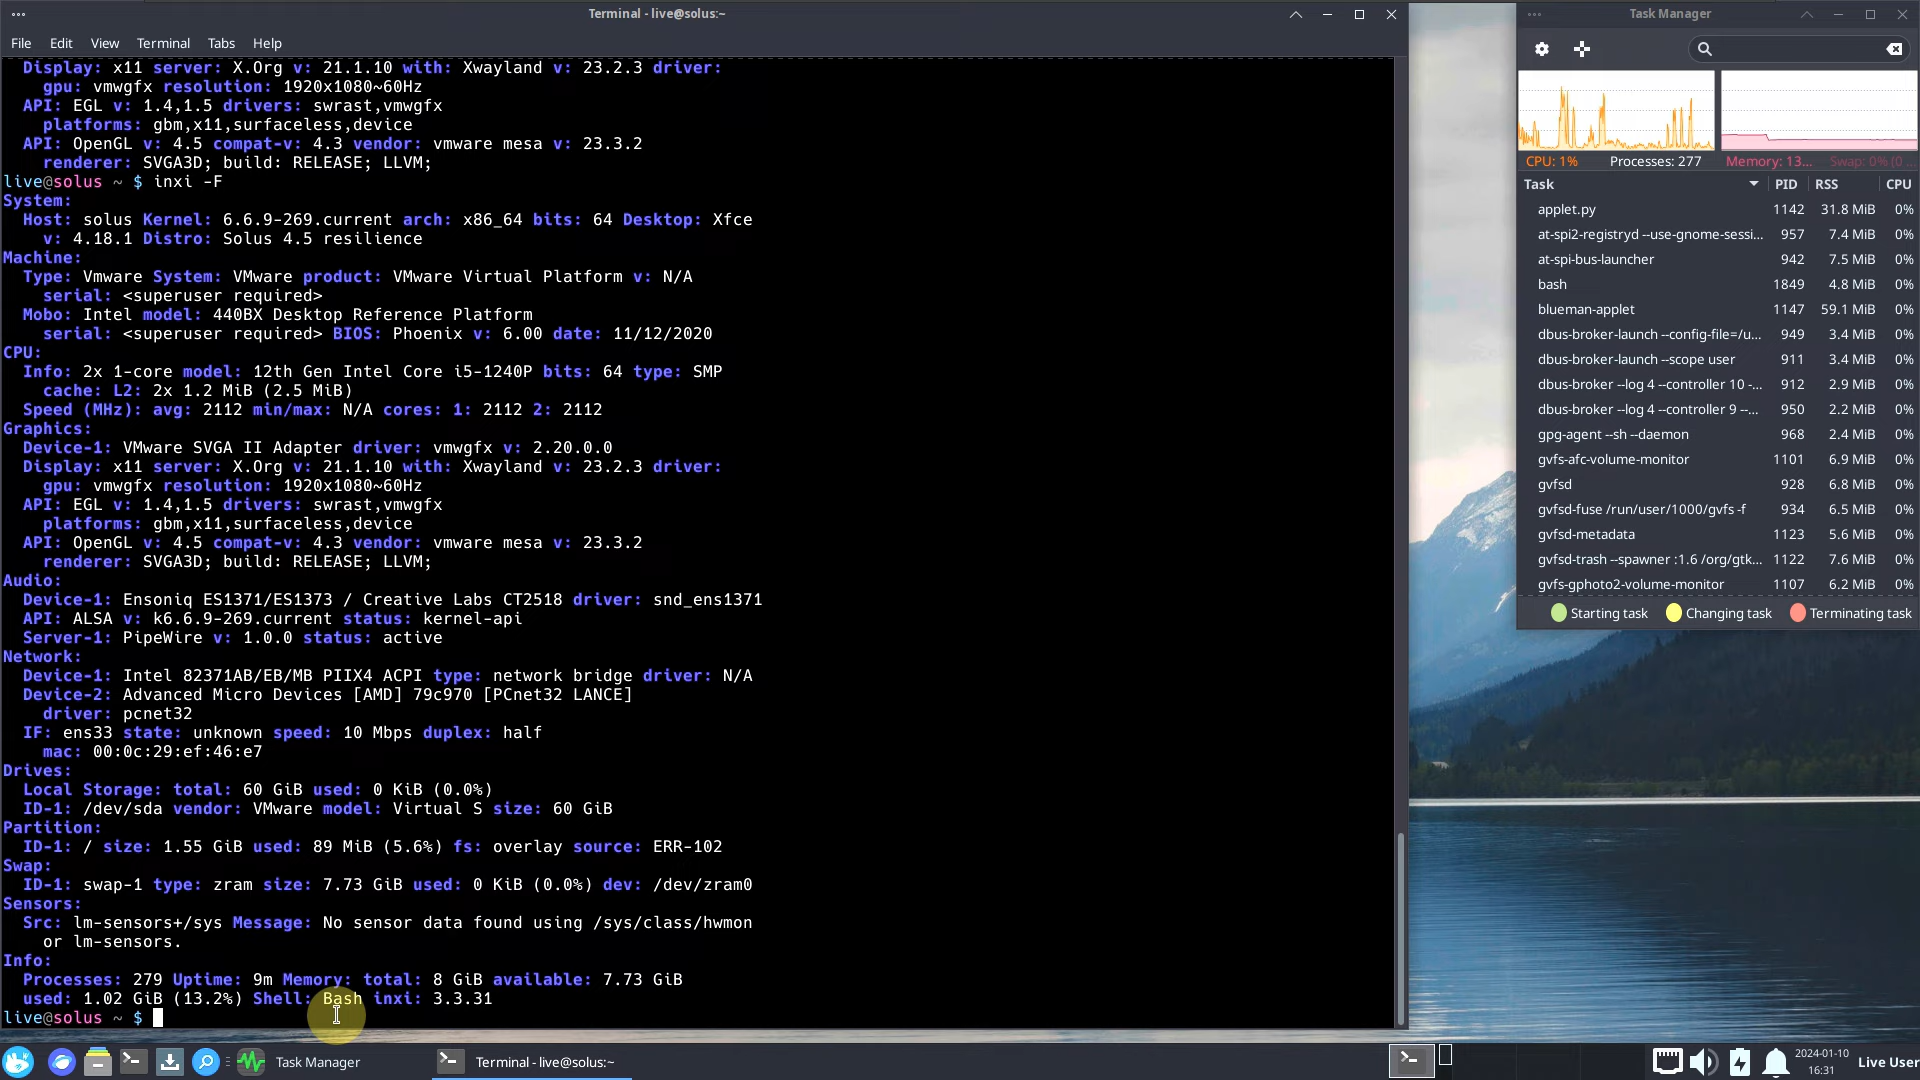 Terminal - live@solus:~
File Edit View Terminal Tabs Help
Display: x11 server: X.Org v: 21.1.10 with: Xwayland v: 23.2.3 driver:
gpu: vmwgfx resolution: 1920x1080~60Hz
API: EGL v: 1.4,1.5 drivers: swrast,vmwgfx
platforms: gbm,x11,surfaceless,device
API: OpenGL v: 4.5 compat-v: 4.3 vendor: vmware mesa v: 23.3.2
renderer: SVGA3D; build: RELEASE; LLVM;
live@solus ~ $ inxi -F
System:
Host: solus Kernel: 6.6.9-269.current arch: x86_64 bits: 64 Desktop: Xfce
v: 4.18.1 Distro: Solus 4.5 resilience
Machine:
Type: Vmware System: VMware product: VMware Virtual Platform v: N/A
serial: <superuser required>
Mobo: Intel model: 440BX Desktop Reference Platform
serial: <superuser required> BIOS: Phoenix v: 6.00 date: 11/12/2020
CPU:
Info: 2x 1-core model: 12th Gen Intel Core i5-1240P bits: 64 type: SMP
cache: L2: 2x 1.2 MiB (2.5 MiB)
Speed (MHz): avg: 2112 min/max: N/A cores: 1: 2112 2: 2112
Graphics:
Device-1: VMware SVGA II Adapter driver: vmwgfx v: 2.20.0.0
Display: x11 server: X.Org v: 21.1.10 with: Xwayland v: 23.2.3 driver:
gpu: vmwgfx resolution: 1920x1080~60Hz
API: EGL v: 1.4,1.5 drivers: swrast,vmwgfx
platforms: gbm,x11,surfaceless,device
API: OpenGL v: 4.5 compat-v: 4.3 vendor: vmware mesa v: 23.3.2
renderer: SVGA3D; build: RELEASE; LLVM;
Audio:
Device-1: Ensoniq ES1371/ES1373 / Creative Labs CT2518 driver: snd_ens1371
API: ALSA v: k6.6.9-269.current status: kernel-api
Server-1: PipeWire v: 1.0.0 status: active
Network:
Device-1: Intel 82371AB/EB/MB PIIX4 ACPI type: network bridge driver: N/A
Device-2: Advanced Micro Devices [AMD] 79c970 [PCnet32 LANCE]
driver: pcnet32
IF: ens33 state: unknown speed: 10 Mbps duplex: half
mac: 00:0c:29:ef:46:e7
Drives:
Local Storage: total: 60 GiB used: 0 KiB (0.0%)
ID-1: /dev/sda vendor: VMware model: Virtual S size: 60 GiB
Partition:
ID-1: / size: 1.55 GiB used: 89 MiB (5.6%) fs: overlay source: ERR-102
Swap:
ID-1: swap-1 type: zram size: 7.73 GiB used: 0 KiB (0.0%) dev: /dev/zram0
Sensors:
Src: lm-sensors+/sys Message: No sensor data found using /sys/class/hwmon
or lm-sensors.
Info:
Processes: 279 Uptime: 9m Memory: total: 8 GiB available: 7.73 GiB
used: 1.02 GiB (13.2%) Shell: Bash inxi: 3.3.31
live@solus ~ $
Task Manager
CPU: 1% Processes: 277 Memory: 13... Swap: 0% (0 ...
Task PID RSS CPU
applet.py 1142 31.8 MiB 0%
at-spi2-registryd --use-gnome-sessi... 957 7.4 MiB 0%
at-spi-bus-launcher 942 7.5 MiB 0%
bash 1849 4.8 MiB 0%
blueman-applet 1147 59.1 MiB 0%
dbus-broker-launch --config-file=/u... 949 3.4 MiB 0%
dbus-broker-launch --scope user 911 3.4 MiB 0%
dbus-broker --log 4 --controller 10 -... 912 2.9 MiB 0%
dbus-broker --log 4 --controller 9 --... 950 2.2 MiB 0%
gpg-agent --sh --daemon 968 2.4 MiB 0%
gvfs-afc-volume-monitor 1101 6.9 MiB 0%
gvfsd 928 6.8 MiB 0%
gvfsd-fuse /run/user/1000/gvfs -f 934 6.5 MiB 0%
gvfsd-metadata 1123 5.6 MiB 0%
gvfsd-trash --spawner :1.6 /org/gtk... 1122 7.6 MiB 0%
gvfs-gphoto2-volume-monitor 1107 6.2 MiB 0%
Starting task Changing task Terminating task
Task Manager
Terminal - live@solus:~
2024-01-10
16:31
Live User